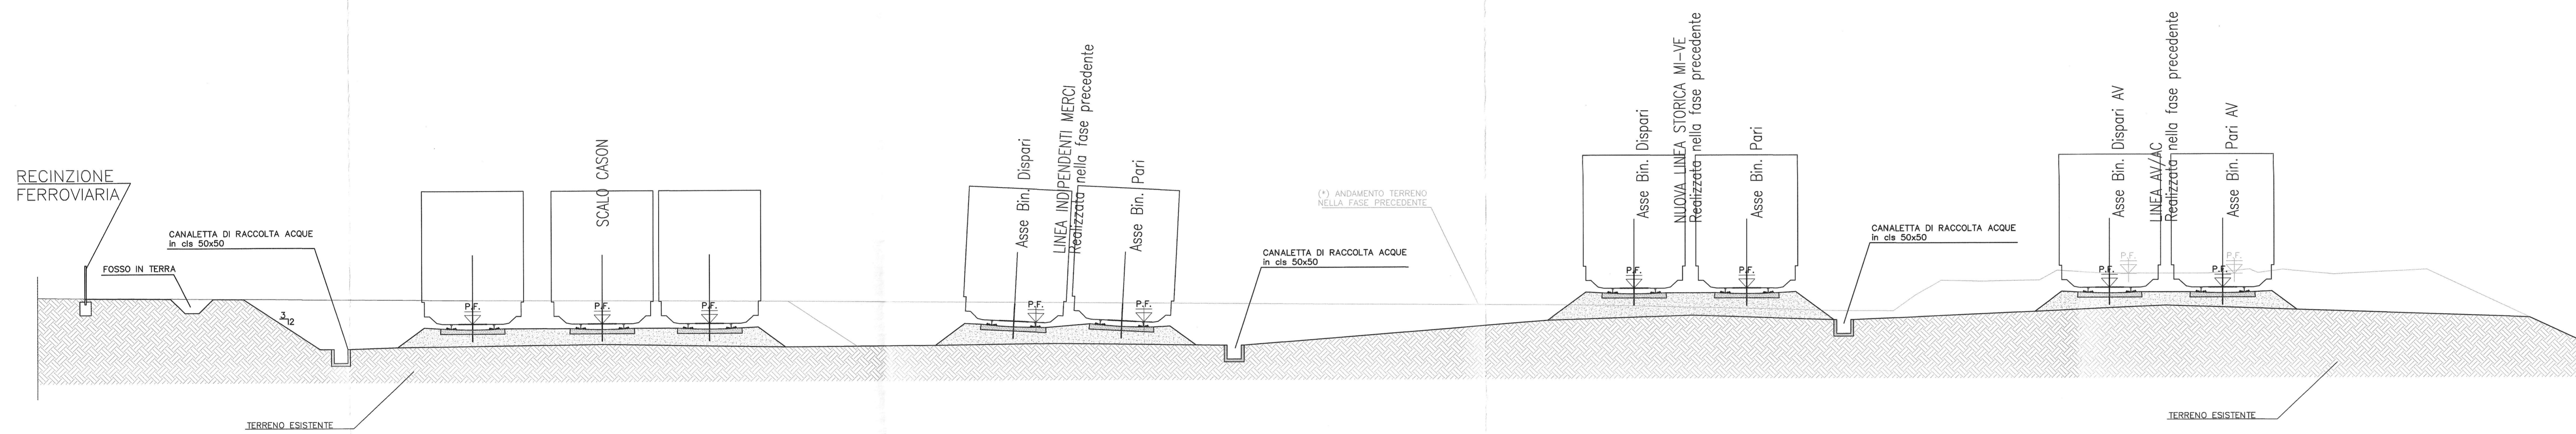 RECINZIONE
FERROVIARIA
CANALETTA DI RACCOLTA ACQUE
in cls 50x50
FOSSO IN TERRA
3
2
TERRENO ESISTENTE
P.F.
P.F.
P.F.
SCALO CASON
Asse Bin. Dispari
LINEA INDIPENDENTI MERCI
Realizzata nella fase precedente
Asse Bin. Pari
P.F.
P.F.
CANALETTA DI RACCOLTA ACQUE
in cls 50x50
(*) ANDAMENTO TERRENO
NELLA FASE PRECEDENTE
Asse Bin. Dispari
NUOVA LINEA STORICA MI-VE
Realizzata nella fase precedente
Asse Bin. Pari
P.F.
P.F.
CANALETTA DI RACCOLTA ACQUE
in cls 50x50
Asse Bin. Dispari AV
LINEA AV/AC
Realizzata nella fase precedente
Asse Bin. Pari AV
P.F.
P.F.
P.F.
P.F.
TERRENO ESISTENTE